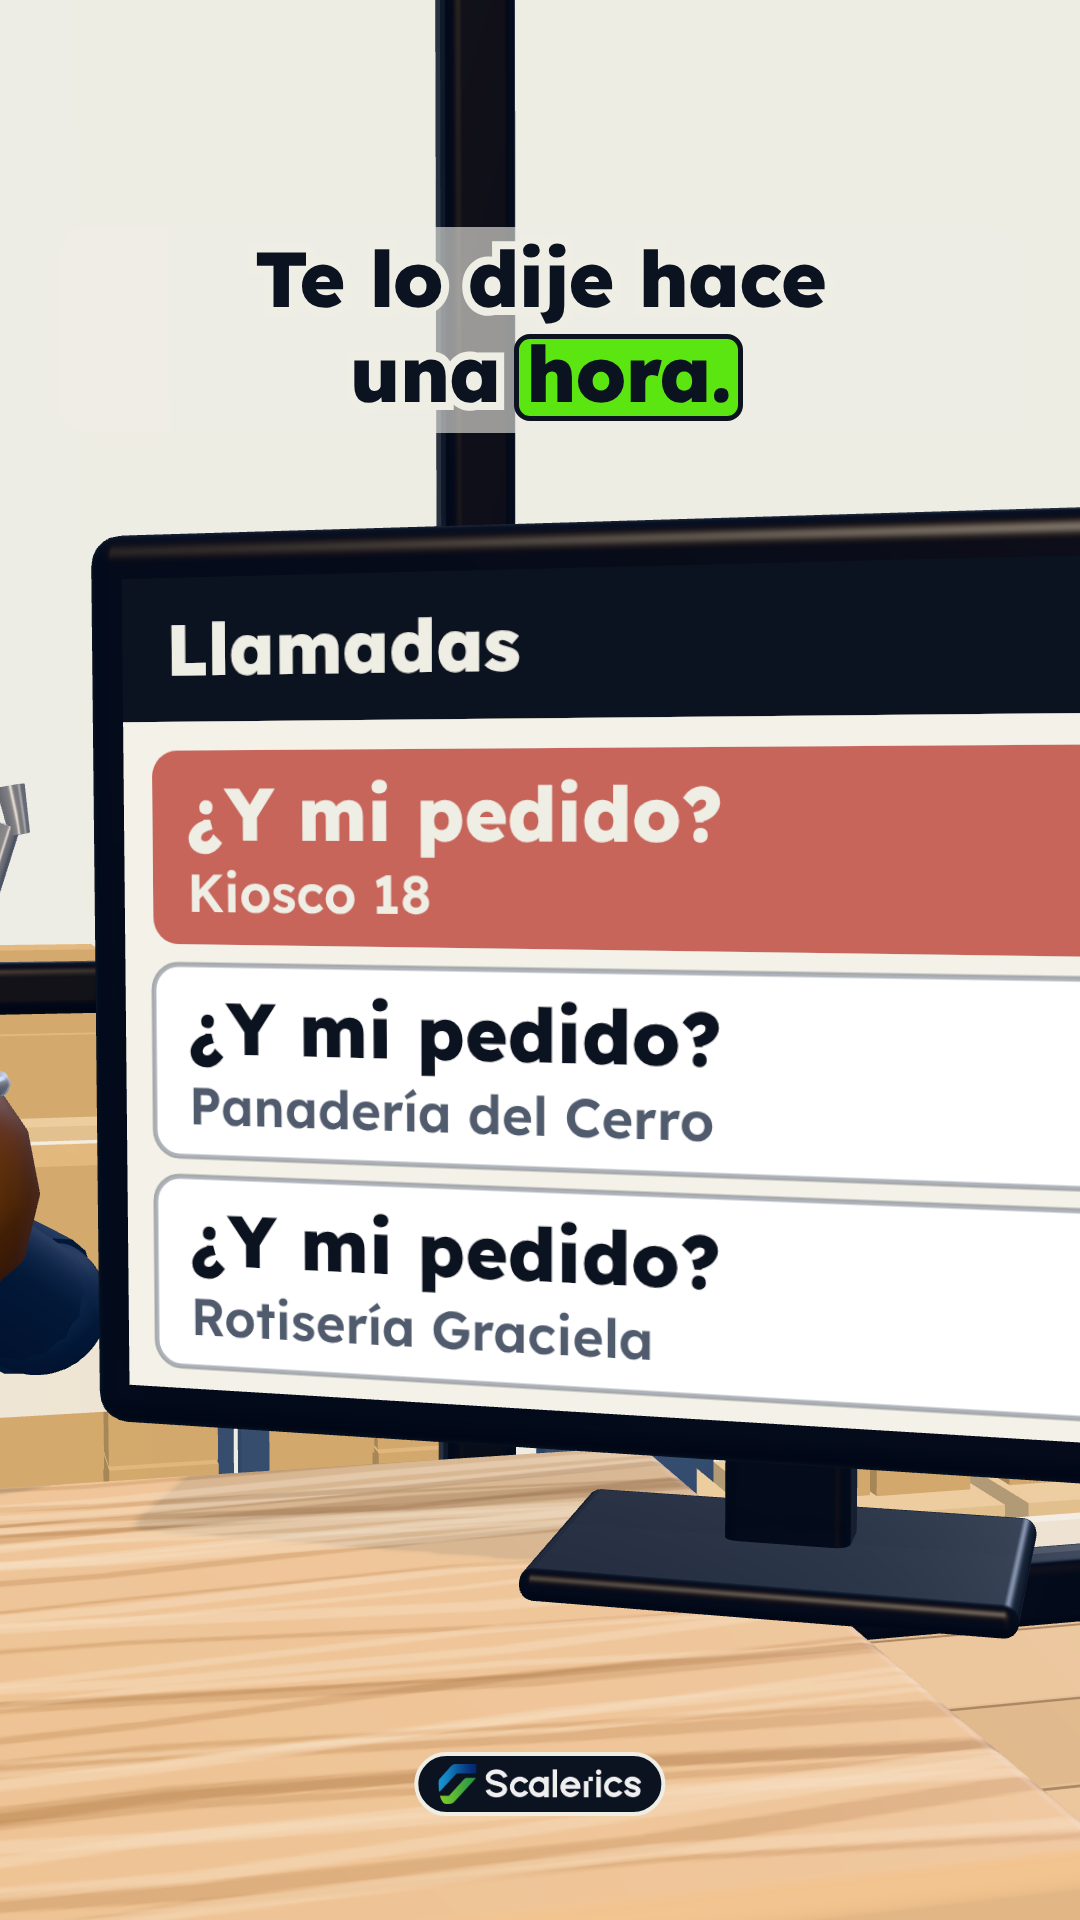 Te lo dije hace
una hora.
Llamadas
¿Y mi pedido?
Kiosco 18
¿Y mi pedido?
Panadería del Cerro
¿Y mi pedido?
Rotisería Graciela
Scalerics